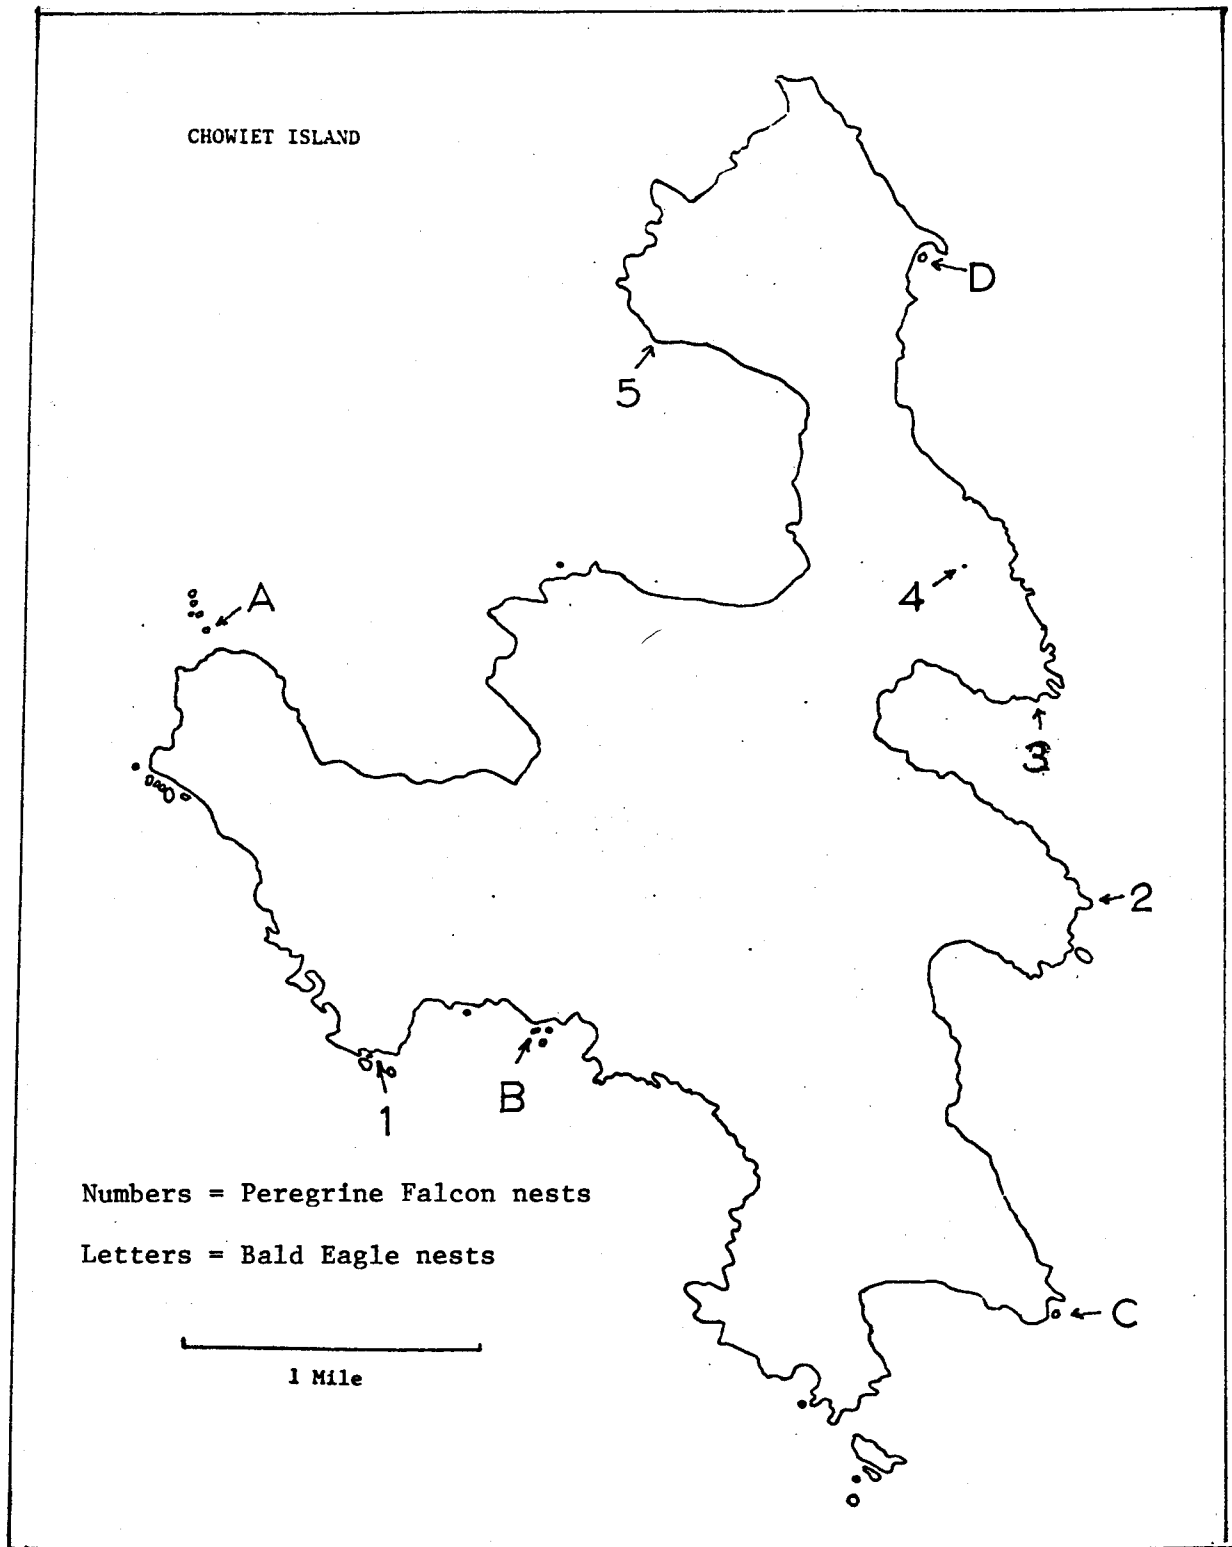 CHOWIET ISLAND
D
5
4
A
3
2
B
1
Numbers = Peregrine Falcon nests
Letters = Bald Eagle nests
C
1 Mile